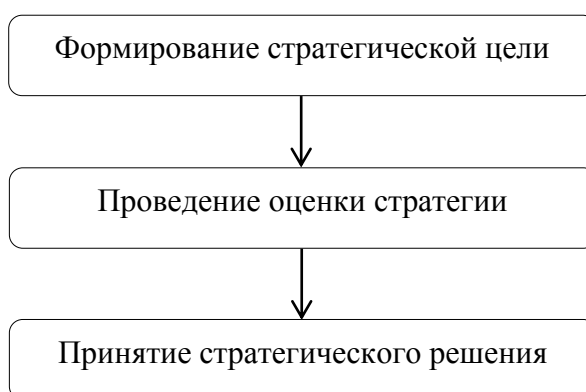 Формирование стратегической цели
Проведение оценки стратегии
Принятие стратегического решения